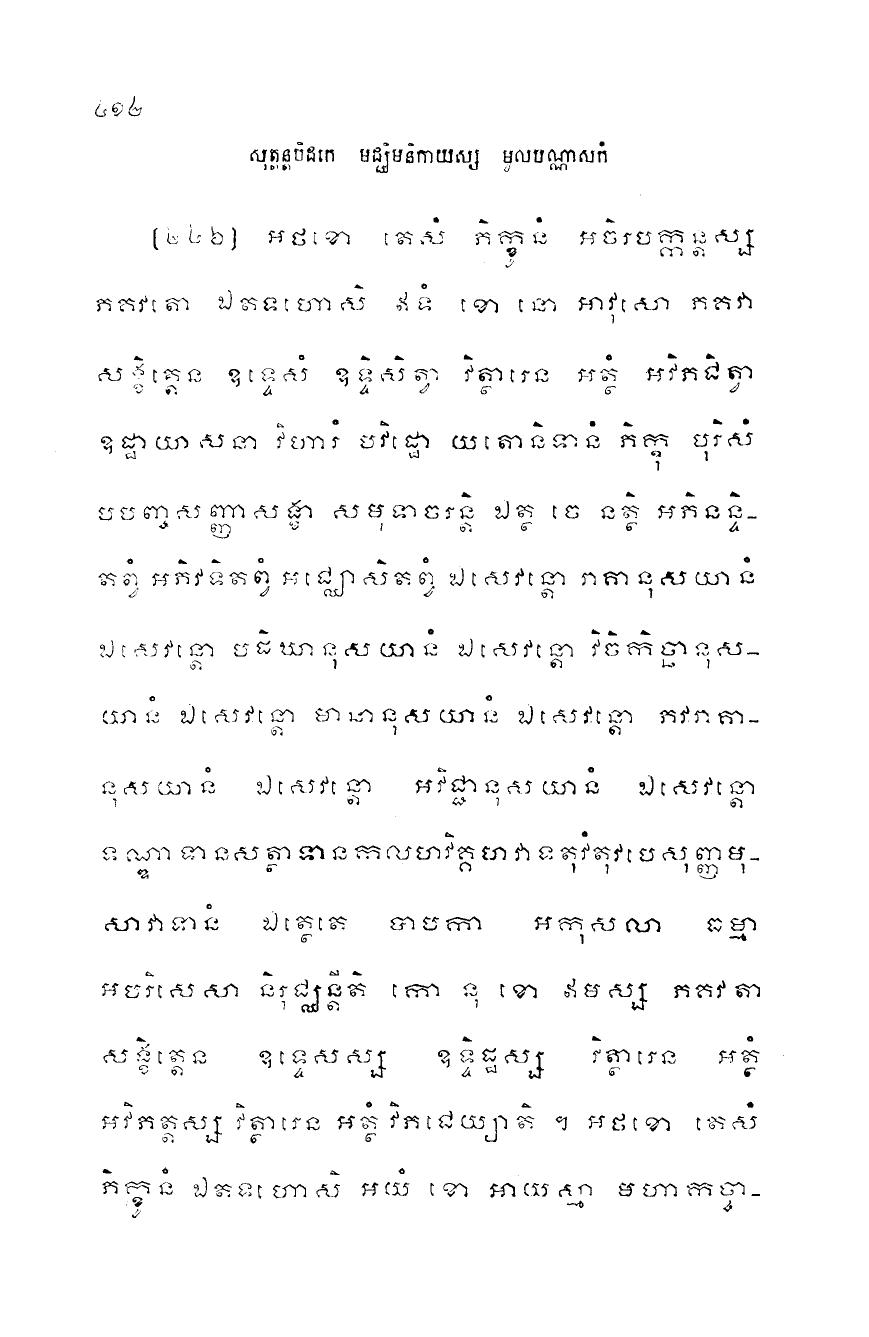 ៤១២
សុត្តន្តបិដកេ មជ្ឈិមនិកាយស្ស មូលបណ្ណាសកំ
[២៤៦] អថខោ តេសំ ភិក្ខូនំ អចិរបក្កន្តស្ស
ភគវតោ ឯតទហោសិ ឥទំ ខោ នោ អាវុសោ ភគវា
សង្ខិត្តេន ឧទ្ទេសំ ឧទ្ទិសិត្វា វិត្ថារេន អត្ថំ អវិភជិត្វា
ឧដ្ឋាយាសនា វិហារំ បវិដ្ឋោ យតោនិទានំ ភិក្ខុ បុរិសំ
បបញ្ចសញ្ញាសង្ខា សមុទាចរន្តិ ឯត្ថ ចេ នត្ថិ អភិនន្ទិ-
តព្វំ អភិវទិតព្វំ អជ្ឈោសិតព្វំ ឯសេវន្តោ រាគានុសយានំ
ឯសេវន្តោ បដិឃានុសយានំ ឯសេវន្តោ វិចិកិច្ឆានុស-
យានំ ឯសេវន្តោ មានានុសយានំ ឯសេវន្តោ ភវរាគា-
នុសយានំ ឯសេវន្តោ អវិជ្ជានុសយានំ ឯសេវន្តោ
ទណ្ឌាទានសត្ថាទានកលហវិគ្គហវាទតុវំតុវបេសុញ្ញមុ-
សាវាទានំ ឯត្ថេតេ បាបកា អកុសលា ធម្មា
អបរិសេសា និរុជ្ឈន្តីតិ កោ នុ ខោ ឥមស្ស ភគវតា
សង្ខិត្តេន ឧទ្ទេសស្ស ឧទ្ទិដ្ឋស្ស វិត្ថារេន អត្ថំ
អវិភត្តស្ស វិត្ថារេន អត្ថំ វិភជេយ្យាតិ ។ អថខោ តេសំ
ភិក្ខូនំ ឯតទហោសិ អយំ ខោ អាយស្មា មហាកច្ចា-